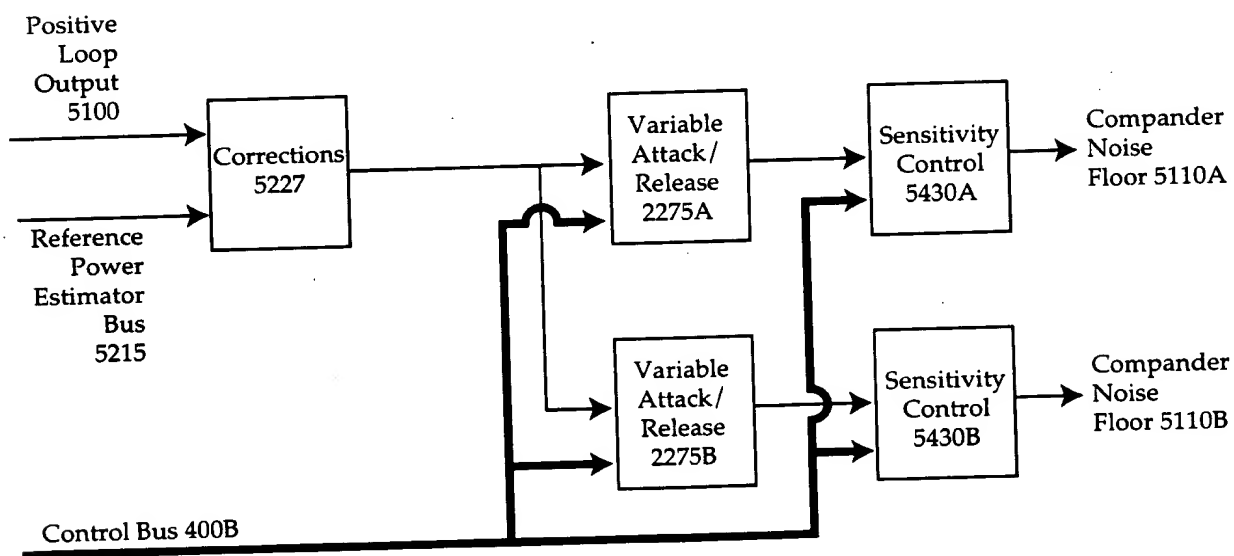 Positive
Loop
Output
5100
Corrections
5227
Reference
Power
Estimator
Bus
5215
Variable
Attack/
Release
2275A
Sensitivity
Control
5430A
Compander
Noise
Floor 5110A
Variable
Attack/
Release
2275B
Sensitivity
Control
5430B
Compander
Noise
Floor 5110B
Control Bus 400B